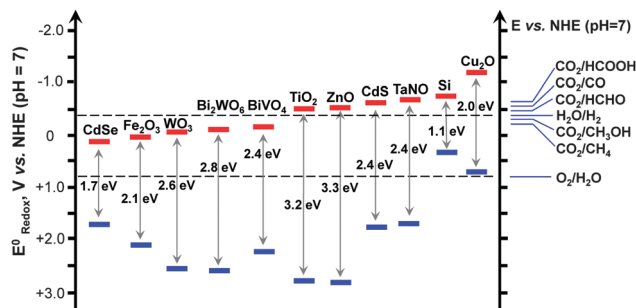 E⁰ Redox, V vs. NHE (pH = 7)
-2.0
-1.0
0
+1.0
+2.0
+3.0
CdSe
Fe₂O₃
WO₃
Bi₂WO₆
BiVO₄
TiO₂
ZnO
CdS
TaNO
Si
Cu₂O
1.7 eV
2.1 eV
2.6 eV
2.8 eV
2.4 eV
3.2 eV
3.3 eV
2.4 eV
2.4 eV
1.1 eV
2.0 eV
E vs. NHE (pH=7)
CO₂/HCOOH
CO₂/CO
CO₂/HCHO
H₂O/H₂
CO₂/CH₃OH
CO₂/CH₄
O₂/H₂O